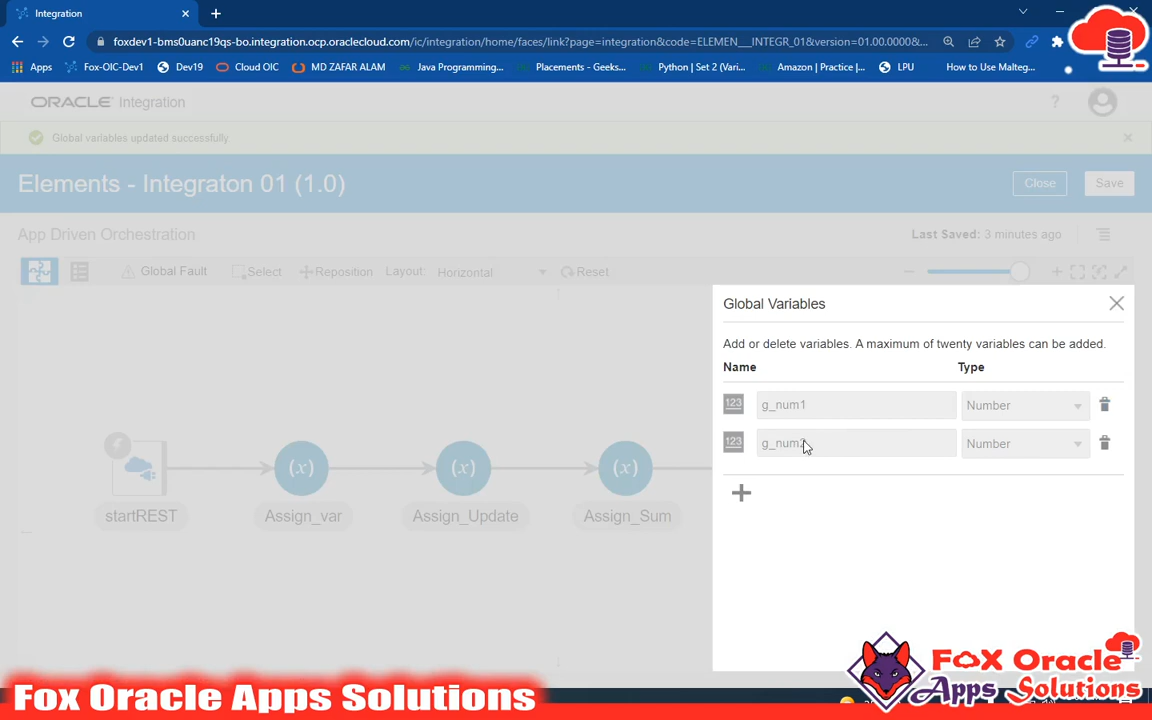 Integration
foxdev1-bms0uanc19qs-bo.integration.ocp.oraclecloud.com/ic/integration/home/faces/link?page=integration&code=ELEMEN___INTEGR_01&version=01.00.0000&...
Apps Fox-OIC-Dev1 Dev19 Cloud OIC MD ZAFAR ALAM Java Programming... Placements - Geeks... Python | Set 2 (Vari... Amazon | Practice |... LPU How to Use Malteg...
ORACLE Integration
Global variables updated successfully
Elements - Integraton 01 (1.0)
Close Save
App Driven Orchestration
Last Saved: 3 minutes ago
Global Fault Select Reposition Layout: Horizontal Reset
Global Variables
Add or delete variables. A maximum of twenty variables can be added.
Name Type
123 g_num1 Number
123 g_num2 Number
startREST Assign_var Assign_Update Assign_Sum
Fox Oracle Apps Solutions
FOX Oracle
Apps Solutions